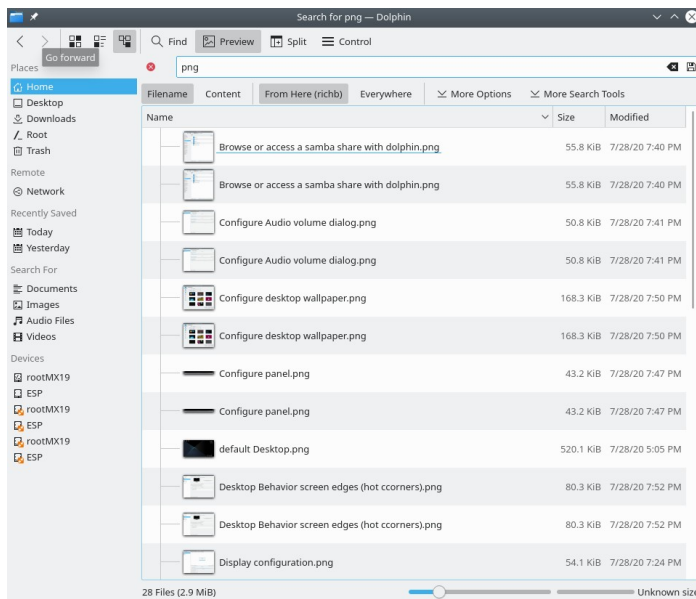 Search for png — Dolphin
Find Preview Split Control
Go forward
Places
png
Home
Desktop
Downloads
Root
Trash
Remote
Network
Recently Saved
Today
Yesterday
Search For
Documents
Images
Audio Files
Videos
Devices
rootMX19
ESP
rootMX19
ESP
rootMX19
ESP
Filename Content From Here (richb) Everywhere More Options More Search Tools
Name Size Modified
Browse or access a samba share with dolphin.png 55.8 KiB 7/28/20 7:40 PM
Browse or access a samba share with dolphin.png 55.8 KiB 7/28/20 7:40 PM
Configure Audio volume dialog.png 50.8 KiB 7/28/20 7:41 PM
Configure Audio volume dialog.png 50.8 KiB 7/28/20 7:41 PM
Configure desktop wallpaper.png 168.3 KiB 7/28/20 7:50 PM
Configure desktop wallpaper.png 168.3 KiB 7/28/20 7:50 PM
Configure panel.png 43.2 KiB 7/28/20 7:47 PM
Configure panel.png 43.2 KiB 7/28/20 7:47 PM
default Desktop.png 520.1 KiB 7/28/20 5:05 PM
Desktop Behavior screen edges (hot ccorners).png 80.3 KiB 7/28/20 7:52 PM
Desktop Behavior screen edges (hot ccorners).png 80.3 KiB 7/28/20 7:52 PM
Display configuration.png 54.1 KiB 7/28/20 7:24 PM
28 Files (2.9 MiB) Unknown size